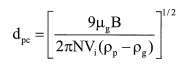 d_pc = [ 9μ_g B / 2πNV_i(ρ_p − ρ_g) ]^1/2